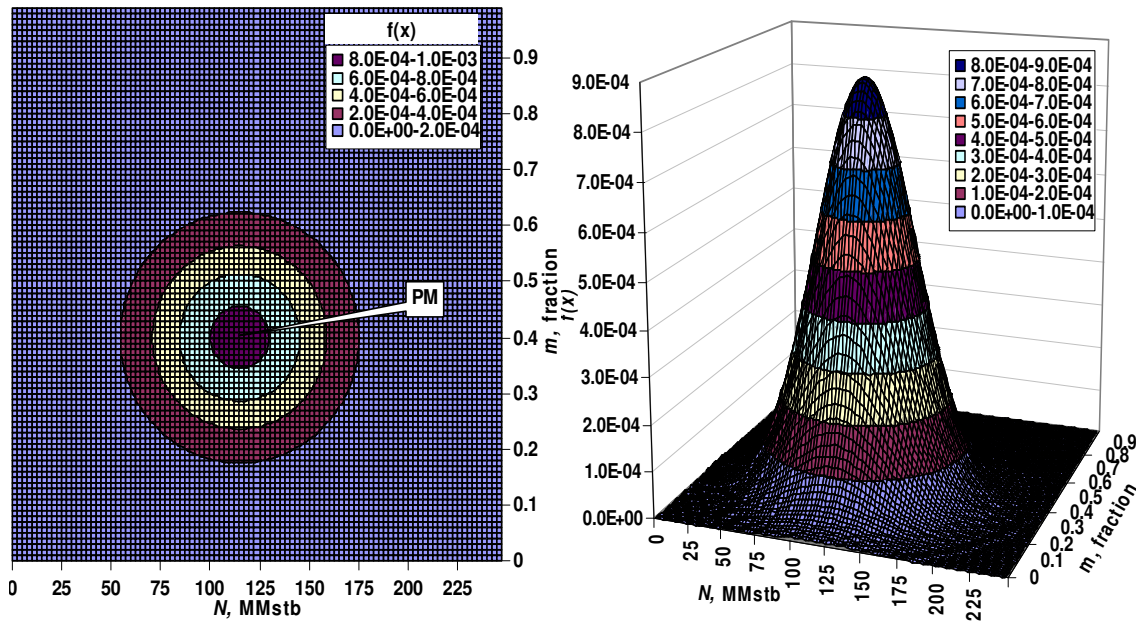 f(x)
8.0E-04-1.0E-03
6.0E-04-8.0E-04
4.0E-04-6.0E-04
2.0E-04-4.0E-04
0.0E+00-2.0E-04
PM
0.9
0.8
0.7
0.6
0.5
0.4
0.3
0.2
0.1
0
m, fraction
0 25 50 75 100 125 150 175 200 225
N, MMstb
8.0E-04-9.0E-04
7.0E-04-8.0E-04
6.0E-04-7.0E-04
5.0E-04-6.0E-04
4.0E-04-5.0E-04
3.0E-04-4.0E-04
2.0E-04-3.0E-04
1.0E-04-2.0E-04
0.0E+00-1.0E-04
9.0E-04
8.0E-04
7.0E-04
6.0E-04
5.0E-04
4.0E-04
3.0E-04
2.0E-04
1.0E-04
0.0E+00
f(x)
0 25 50 75 100 125 150 175 200 225
N, MMstb
0.9
0.8
0.7
0.6
0.5
0.4
0.3
0.2
0.1
0
m, fraction